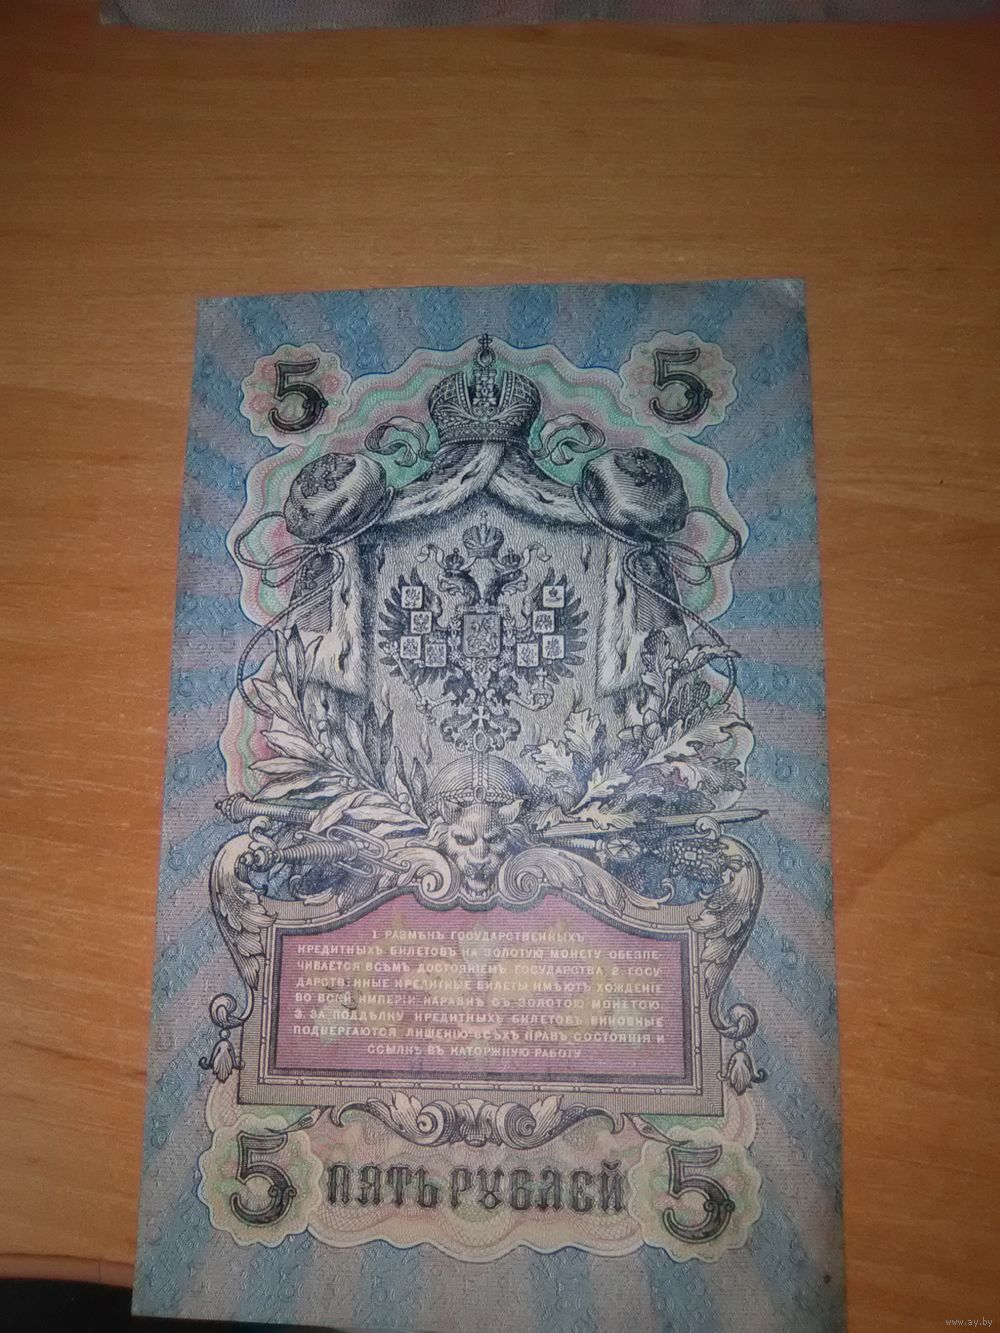 5 5
1. РАЗМѢНЪ ГОСУДАРСТВЕННЫХЪ
КРЕДИТНЫХЪ БИЛЕТОВЪ НА ЗОЛОТУЮ МОНЕТУ ОБЕЗПЕ-
ЧИВАЕТСЯ ВСѢМЪ ДОСТОЯНІЕМЪ ГОСУДАРСТВА. 2. ГОСУ-
ДАРСТВЕННЫЕ КРЕДИТНЫЕ БИЛЕТЫ ИМѢЮТЪ ХОЖДЕНІЕ
ВО ВСЕЙ ИМПЕРІИ НАРАВНѢ СЪ ЗОЛОТОЮ МОНЕТОЮ.
3. ЗА ПОДДѢЛКУ КРЕДИТНЫХЪ БИЛЕТОВЪ ВИНОВНЫЕ
ПОДВЕРГАЮТСЯ ЛИШЕНІЮ ВСѢХЪ ПРАВЪ СОСТОЯНІЯ И
ССЫЛКѢ ВЪ КАТОРЖНУЮ РАБОТУ.
5 ПЯТЬ РУБЛЕЙ 5
www.ay.by